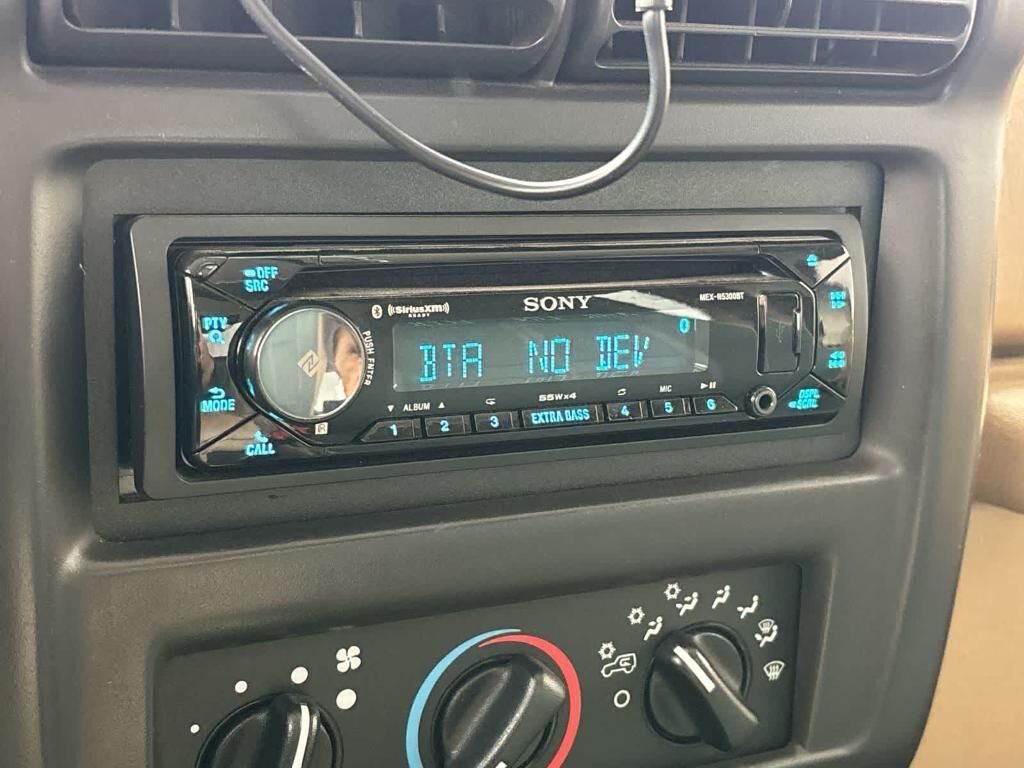 OFF
SRC
PTY
MODE
CALL
PUSH ENTER
SiriusXM
READY
SONY
MEX-N5300BT
BTA NO DEV
55W×4
ALBUM
MIC
1 2 3 EXTRA BASS 4 5 6
DSPL
SCRL